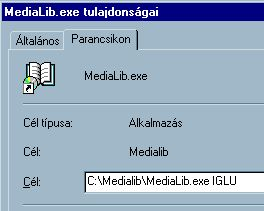 MediaLib.exe tulajdonságai
Általános Parancsikon
MediaLib.exe
Cél típusa: Alkalmazás
Cél: Medialib
Cél: C:\Medialib\MediaLib.exe IGLU